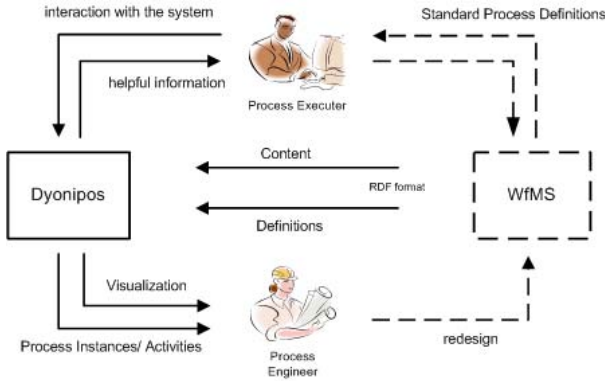 interaction with the system
Standard Process Definitions
helpful information
Process Executer
Content
Dyonipos
RDF format
WfMS
Definitions
Visualization
Process Instances/ Activities
redesign
Process
Engineer